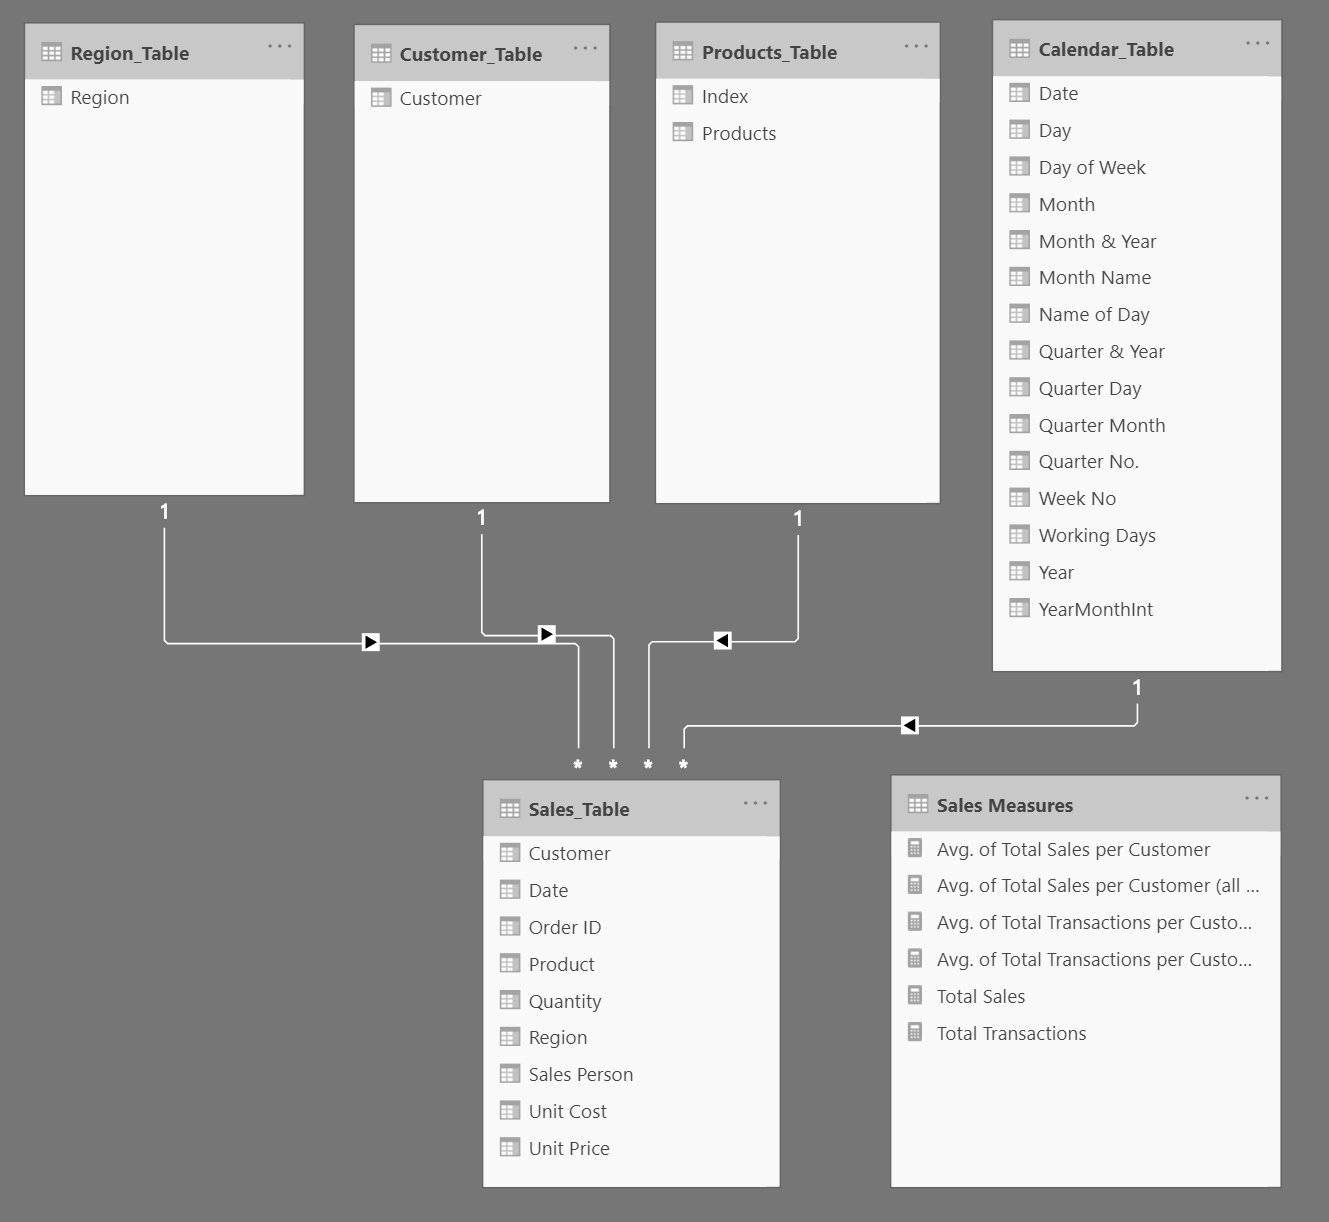 Region_Table
Region
Customer_Table
Customer
Products_Table
Index
Products
Calendar_Table
Date
Day
Day of Week
Month
Month & Year
Month Name
Name of Day
Quarter & Year
Quarter Day
Quarter Month
Quarter No.
Week No
Working Days
Year
YearMonthInt
1
1
1
1
*
*
*
*
Sales_Table
Customer
Date
Order ID
Product
Quantity
Region
Sales Person
Unit Cost
Unit Price
Sales Measures
Avg. of Total Sales per Customer
Avg. of Total Sales per Customer (all ...
Avg. of Total Transactions per Custo...
Avg. of Total Transactions per Custo...
Total Sales
Total Transactions